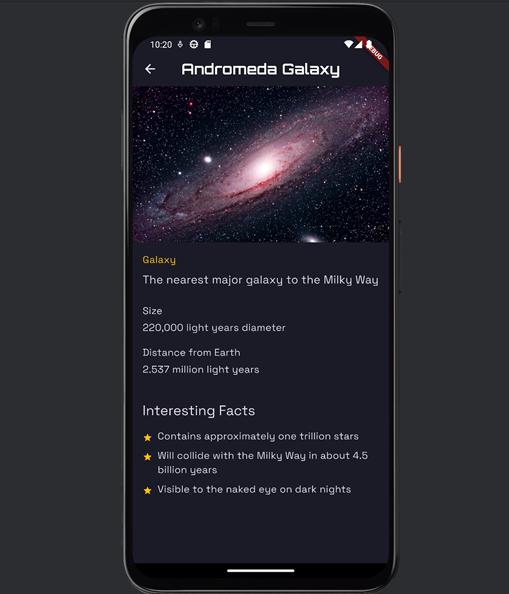 10:20
DEBUG
Andromeda Galaxy
Galaxy
The nearest major galaxy to the Milky Way
Size
220,000 light years diameter
Distance from Earth
2.537 million light years
Interesting Facts
Contains approximately one trillion stars
Will collide with the Milky Way in about 4.5
billion years
Visible to the naked eye on dark nights